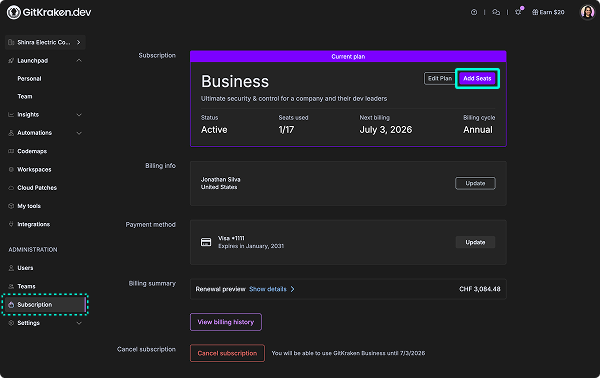 GitKraken.dev
Earn $20
Shinra Electric Co...
Launchpad
Personal
Team
Insights
Automations
Codemaps
Workspaces
Cloud Patches
My tools
Integrations
ADMINISTRATION
Users
Teams
Subscription
Settings
Subscription
Current plan
Business
Edit Plan
Add Seats
Ultimate security & control for a company and their dev leaders
Status Seats used Next billing Billing cycle
Active 1/17 July 3, 2026 Annual
Billing info
Jonathan Silva
United States
Update
Payment method
Visa *1111
Expires in January, 2031
Update
Billing summary
Renewal preview Show details CHF 3,084.48
View billing history
Cancel subscription
Cancel subscription You will be able to use GitKraken Business until 7/3/2026